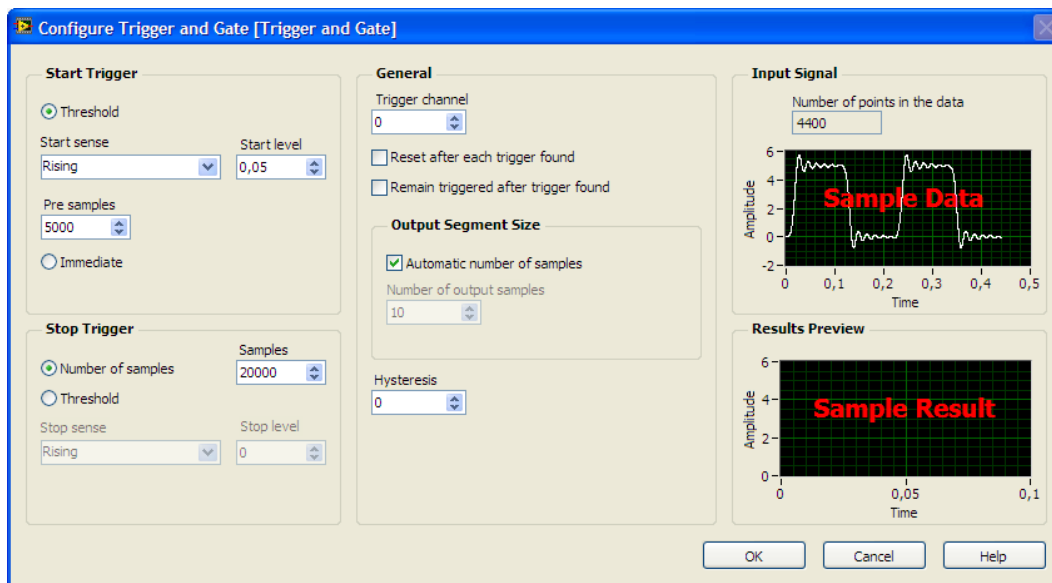 Configure Trigger and Gate [Trigger and Gate]
Start Trigger
Threshold
Start sense
Start level
Rising
0,05
Pre samples
5000
Immediate
Stop Trigger
Number of samples
Samples
20000
Threshold
Stop sense
Stop level
Rising
0
General
Trigger channel
0
Reset after each trigger found
Remain triggered after trigger found
Output Segment Size
Automatic number of samples
Number of output samples
10
Hysteresis
0
Input Signal
Number of points in the data
4400
Amplitude
6
4
2
0
-2
Sample Data
0 0,1 0,2 0,3 0,4 0,5
Time
Results Preview
Amplitude
6
4
2
0
Sample Result
0 0,05 0,1
Time
OK Cancel Help